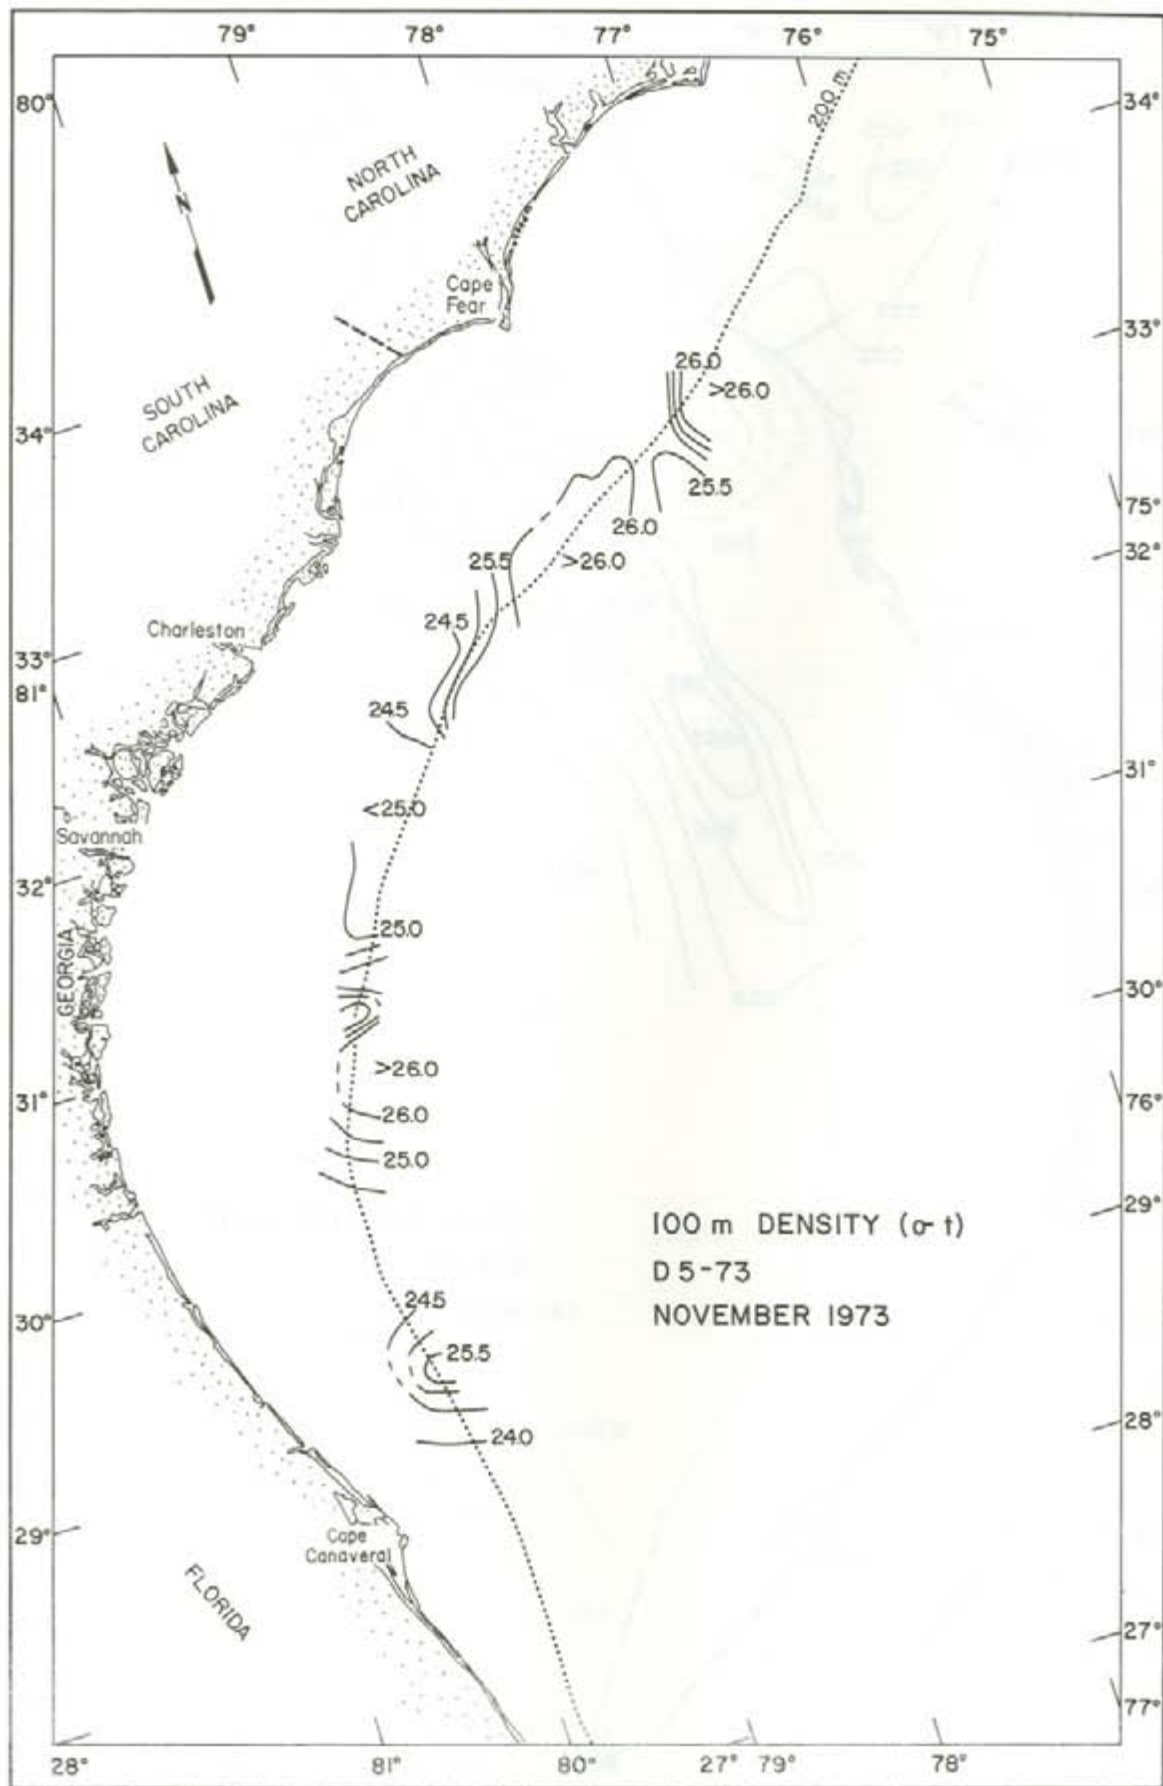 79° 78° 77° 76° 75°
80°
34°
200 m
N
NORTH
CAROLINA
Cape
Fear
33°
26.0
>26.0
SOUTH
CAROLINA
34°
25.5
75°
26.0
32°
25.5
>26.0
24.5
Charleston
33°
81°
24.5
31°
<25.0
Savannah
32°
25.0
GEORGIA
30°
>26.0
31°
76°
26.0
25.0
29°
100 m DENSITY (σ-t)
D 5-73
NOVEMBER 1973
24.5
30°
25.5
28°
24.0
29°
Cape
Canaveral
FLORIDA
27°
77°
28° 81° 80° 27° 79° 78°